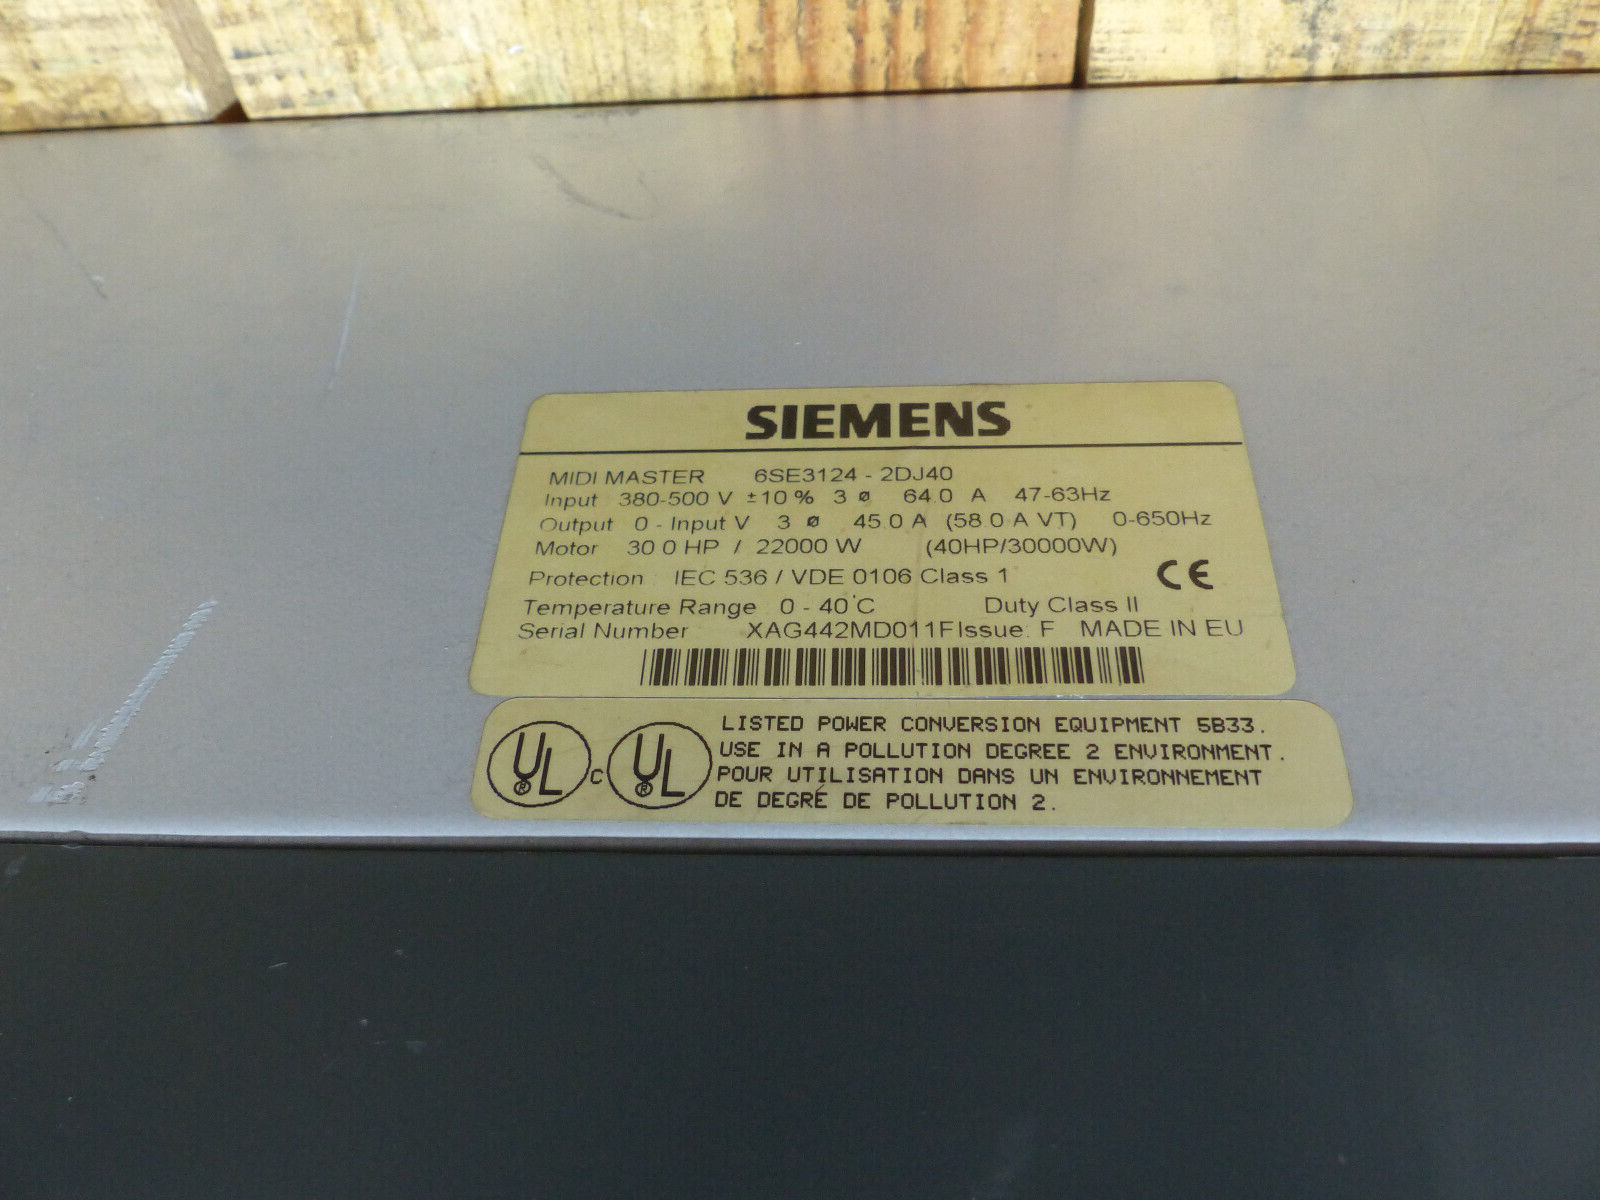 SIEMENS
MIDI MASTER 6SE3124 - 2DJ40
Input 380-500 V ±10 % 3 ø 64.0 A 47-63Hz
Output 0 - Input V 3 ø 45.0 A (58.0 A VT) 0-650Hz
Motor 30.0 HP / 22000 W (40HP/30000W)
Protection : IEC 536 / VDE 0106 Class 1 CE
Temperature Range 0 - 40°C Duty Class II
Serial Number XAG442MD011FIssue: F MADE IN EU
UL ® C UL ®
LISTED POWER CONVERSION EQUIPMENT 5B33.
USE IN A POLLUTION DEGREE 2 ENVIRONMENT.
POUR UTILISATION DANS UN ENVIRONNEMENT
DE DEGRÉ DE POLLUTION 2.